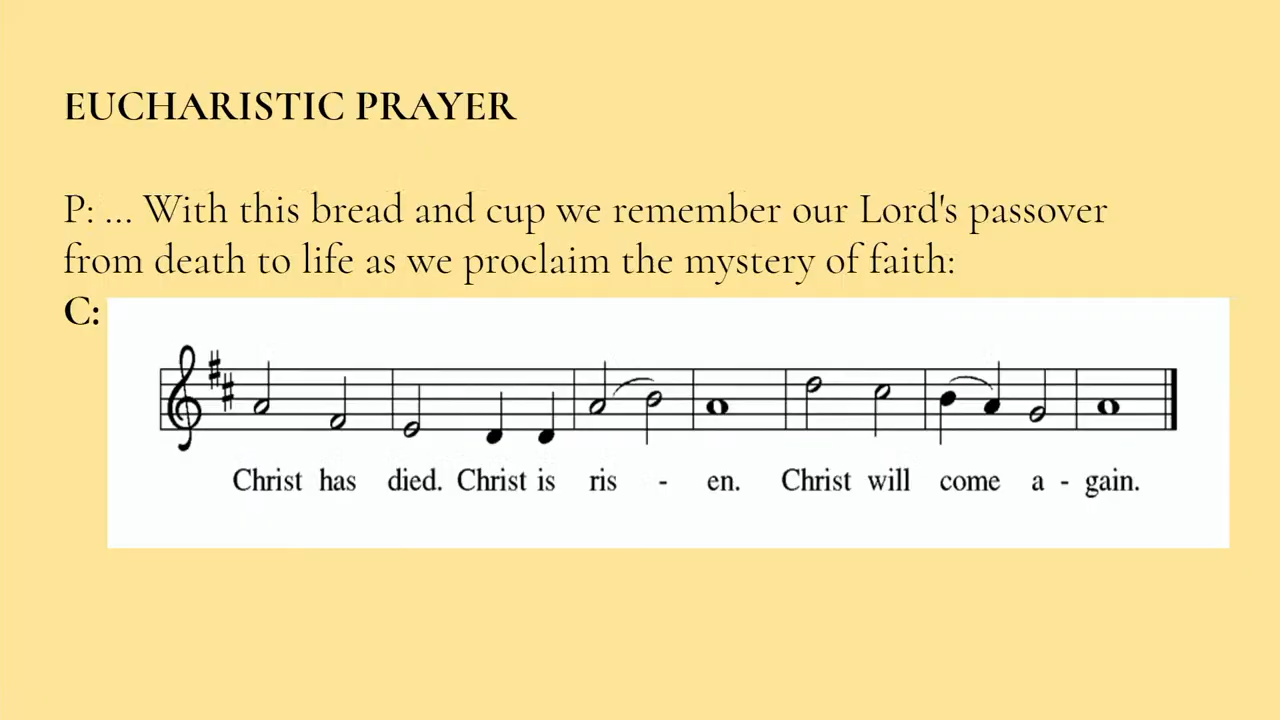 EUCHARISTIC PRAYER
P: ... With this bread and cup we remember our Lord's passover
from death to life as we proclaim the mystery of faith:
C:
Christ has died. Christ is ris - en. Christ will come a - gain.